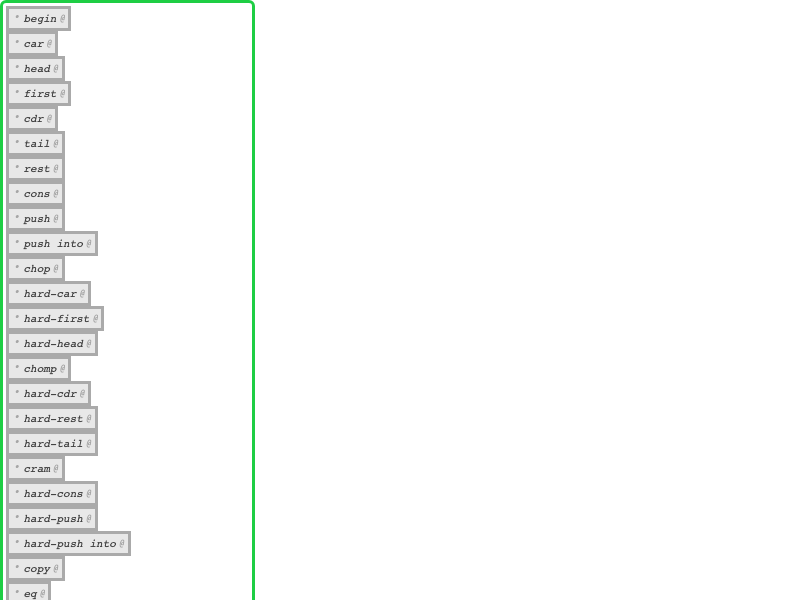 * begin @
* car @
* head @
* first @
* cdr @
* tail @
* rest @
* cons @
* push @
* push into @
* chop @
* hard-car @
* hard-first @
* hard-head @
* chomp @
* hard-cdr @
* hard-rest @
* hard-tail @
* cram @
* hard-cons @
* hard-push @
* hard-push into @
* copy @
* eq @